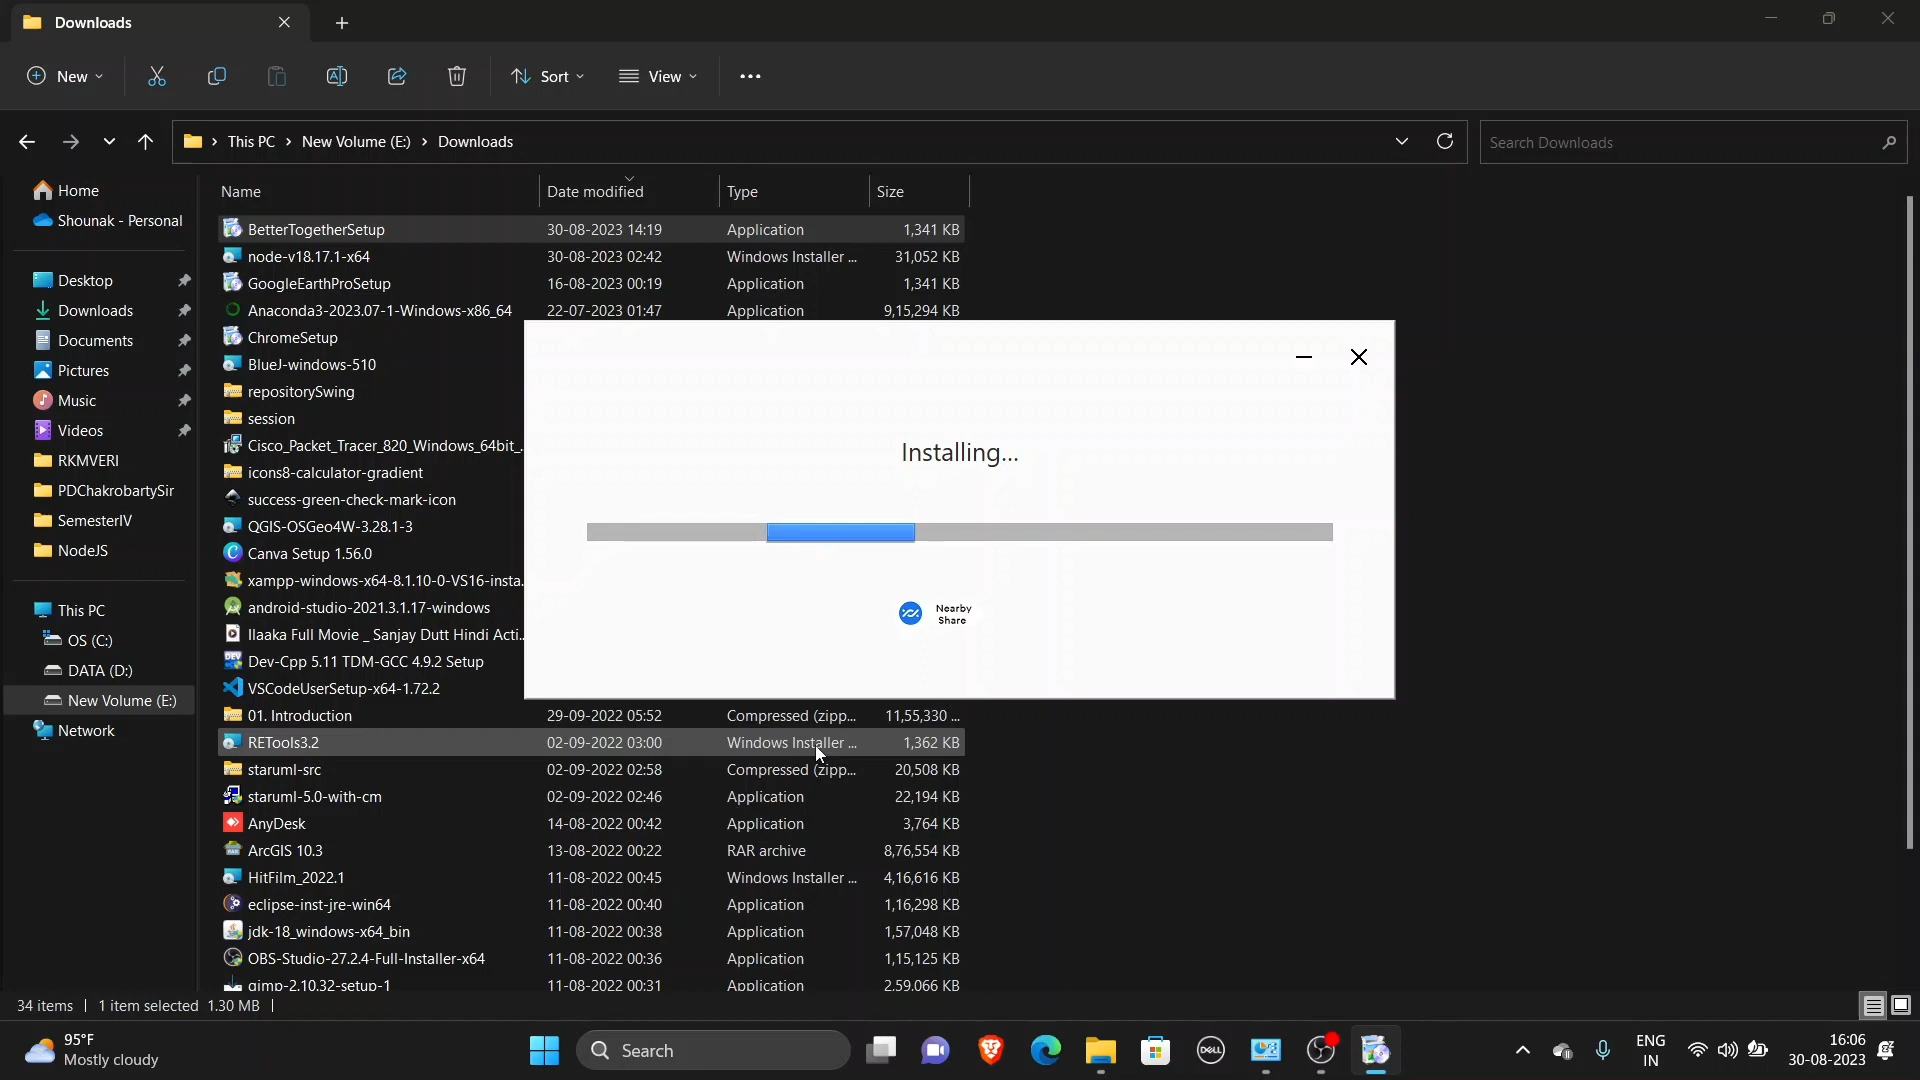 Downloads
New
Sort
View
This PC
New Volume (E:)
Downloads
Search Downloads
Home
Shounak - Personal
Desktop
Downloads
Documents
Pictures
Music
Videos
RKMVERI
PDChakrobartySir
SemesterIV
NodeJS
This PC
OS (C:)
DATA (D:)
New Volume (E:)
Network
Name Date modified Type Size
BetterTogetherSetup 30-08-2023 14:19 Application 1,341 KB
node-v18.17.1-x64 30-08-2023 02:42 Windows Installer ... 31,052 KB
GoogleEarthProSetup 16-08-2023 00:19 Application 1,341 KB
Anaconda3-2023.07-1-Windows-x86_64 22-07-2023 01:47 Application 9,15,294 KB
ChromeSetup
BlueJ-windows-510
repositorySwing
session
Cisco_Packet_Tracer_820_Windows_64bit_...
icons8-calculator-gradient
success-green-check-mark-icon
QGIS-OSGeo4W-3.28.1-3
Canva Setup 1.56.0
xampp-windows-x64-8.1.10-0-VS16-insta...
android-studio-2021.3.1.17-windows
Ilaaka Full Movie _ Sanjay Dutt Hindi Acti...
Dev-Cpp 5.11 TDM-GCC 4.9.2 Setup
VSCodeUserSetup-x64-1.72.2
01. Introduction 29-09-2022 05:52 Compressed (zipp... 11,55,330 ...
RETools3.2 02-09-2022 03:00 Windows Installer ... 1,362 KB
staruml-src 02-09-2022 02:58 Compressed (zipp... 20,508 KB
staruml-5.0-with-cm 02-09-2022 02:46 Application 22,194 KB
AnyDesk 14-08-2022 00:42 Application 3,764 KB
ArcGIS 10.3 13-08-2022 00:22 RAR archive 8,76,554 KB
HitFilm_2022.1 11-08-2022 00:45 Windows Installer ... 4,16,616 KB
eclipse-inst-jre-win64 11-08-2022 00:40 Application 1,16,298 KB
jdk-18_windows-x64_bin 11-08-2022 00:38 Application 1,57,048 KB
OBS-Studio-27.2.4-Full-Installer-x64 11-08-2022 00:36 Application 1,15,125 KB
gimp-2.10.32-setup-1 11-08-2022 00:31 Application 2,59,066 KB
Installing...
Nearby
Share
34 items 1 item selected 1.30 MB
95°F
Mostly cloudy
Search
DELL
ENG
IN
16:06
30-08-2023